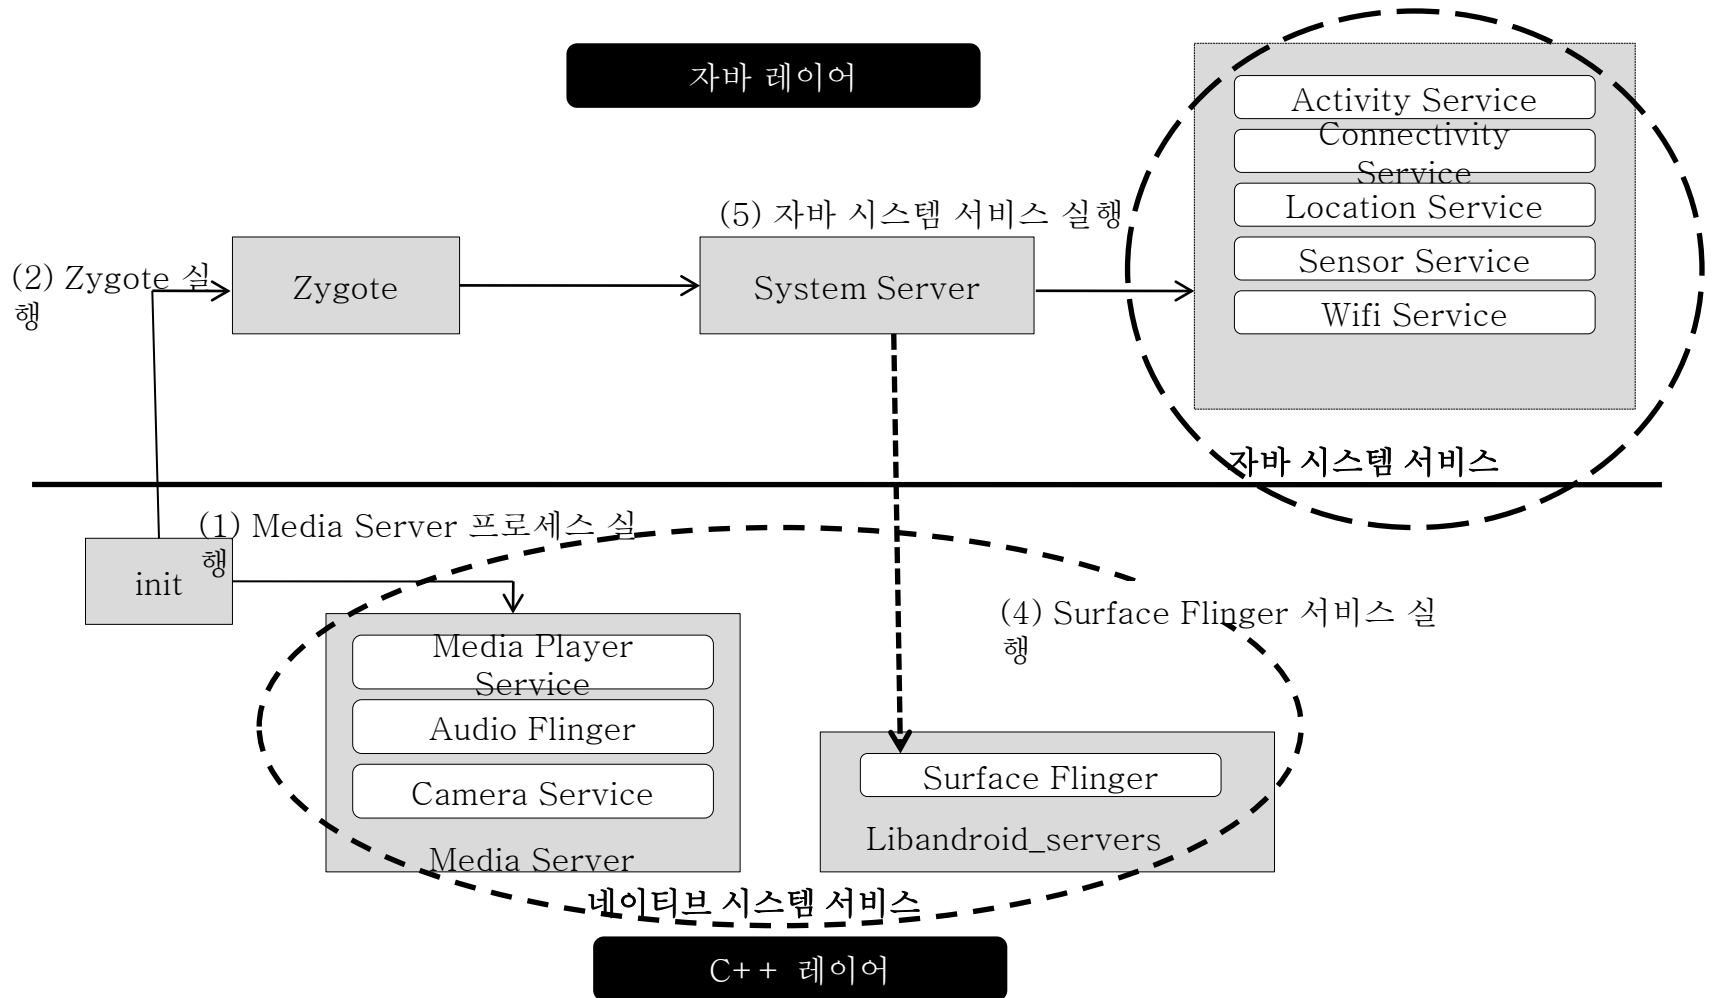 자바 레이어
Activity Service
Connectivity
Service
Location Service
Sensor Service
Wifi Service
(5) 자바 시스템 서비스 실행
(2) Zygote 실
행
Zygote
System Server
자바 시스템 서비스
(1) Media Server 프로세스 실
행
init
(4) Surface Flinger 서비스 실
행
Media Player
Service
Audio Flinger
Camera Service
Media Server
Surface Flinger
Libandroid_servers
네이티브 시스템 서비스
C++ 레이어